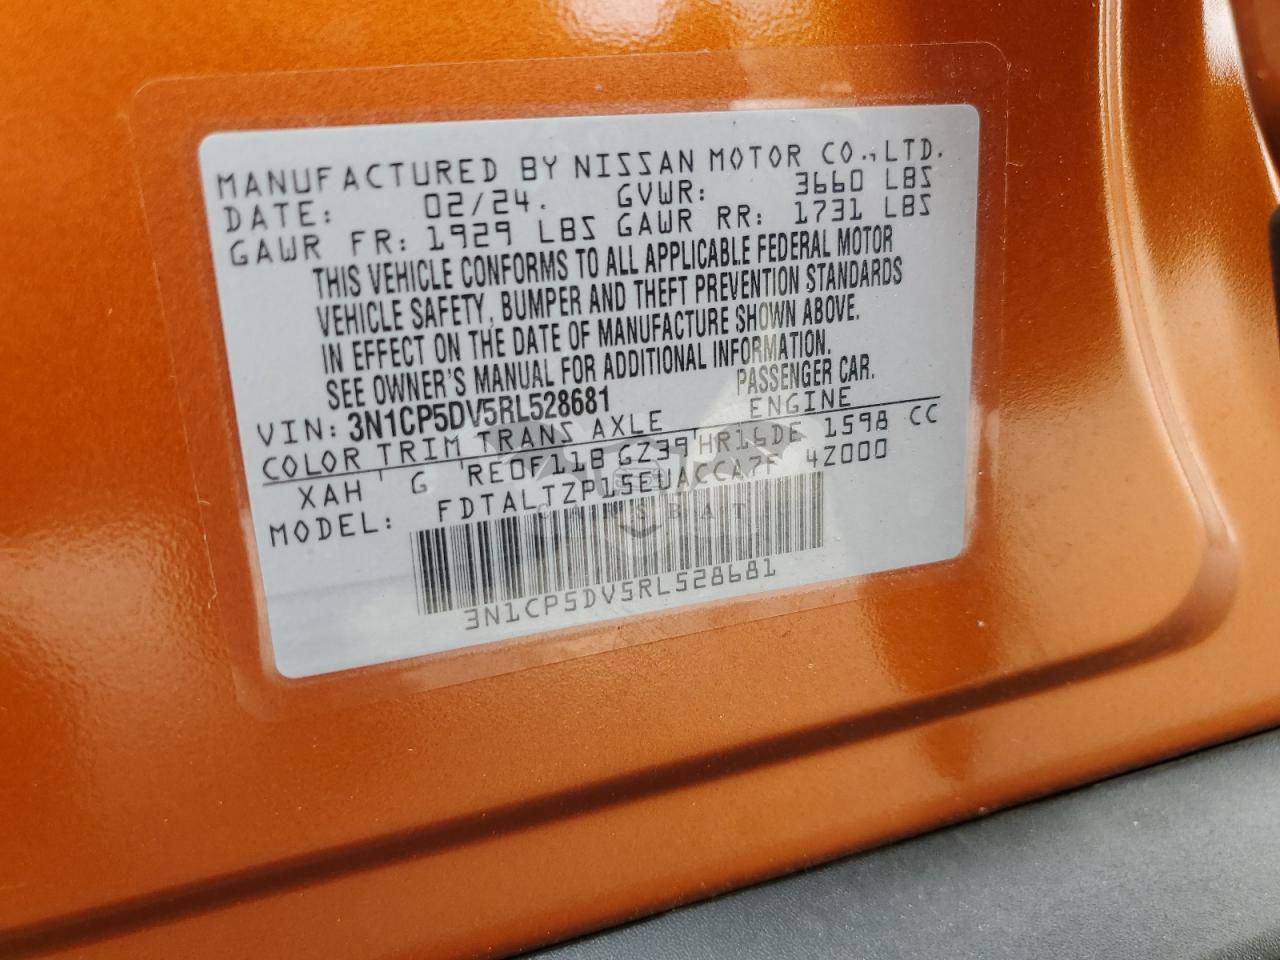 MANUFACTURED BY NISSAN MOTOR CO.,LTD.
DATE: 02/24. GVWR: 3660 LBS
GAWR FR: 1929 LBS GAWR RR: 1731 LBS
THIS VEHICLE CONFORMS TO ALL APPLICABLE FEDERAL MOTOR
VEHICLE SAFETY, BUMPER AND THEFT PREVENTION STANDARDS
IN EFFECT ON THE DATE OF MANUFACTURE SHOWN ABOVE.
SEE OWNER'S MANUAL FOR ADDITIONAL INFORMATION.
VIN: 3N1CP5DV5RL528681 PASSENGER CAR.
COLOR TRIM TRANS AXLE ENGINE
XAH G RE0F11B GZ39 HR16DE 1598 CC
MODEL: FDTALTZP15EUACCA7F 4Z000
CARSBAT
3N1CP5DV5RL528681